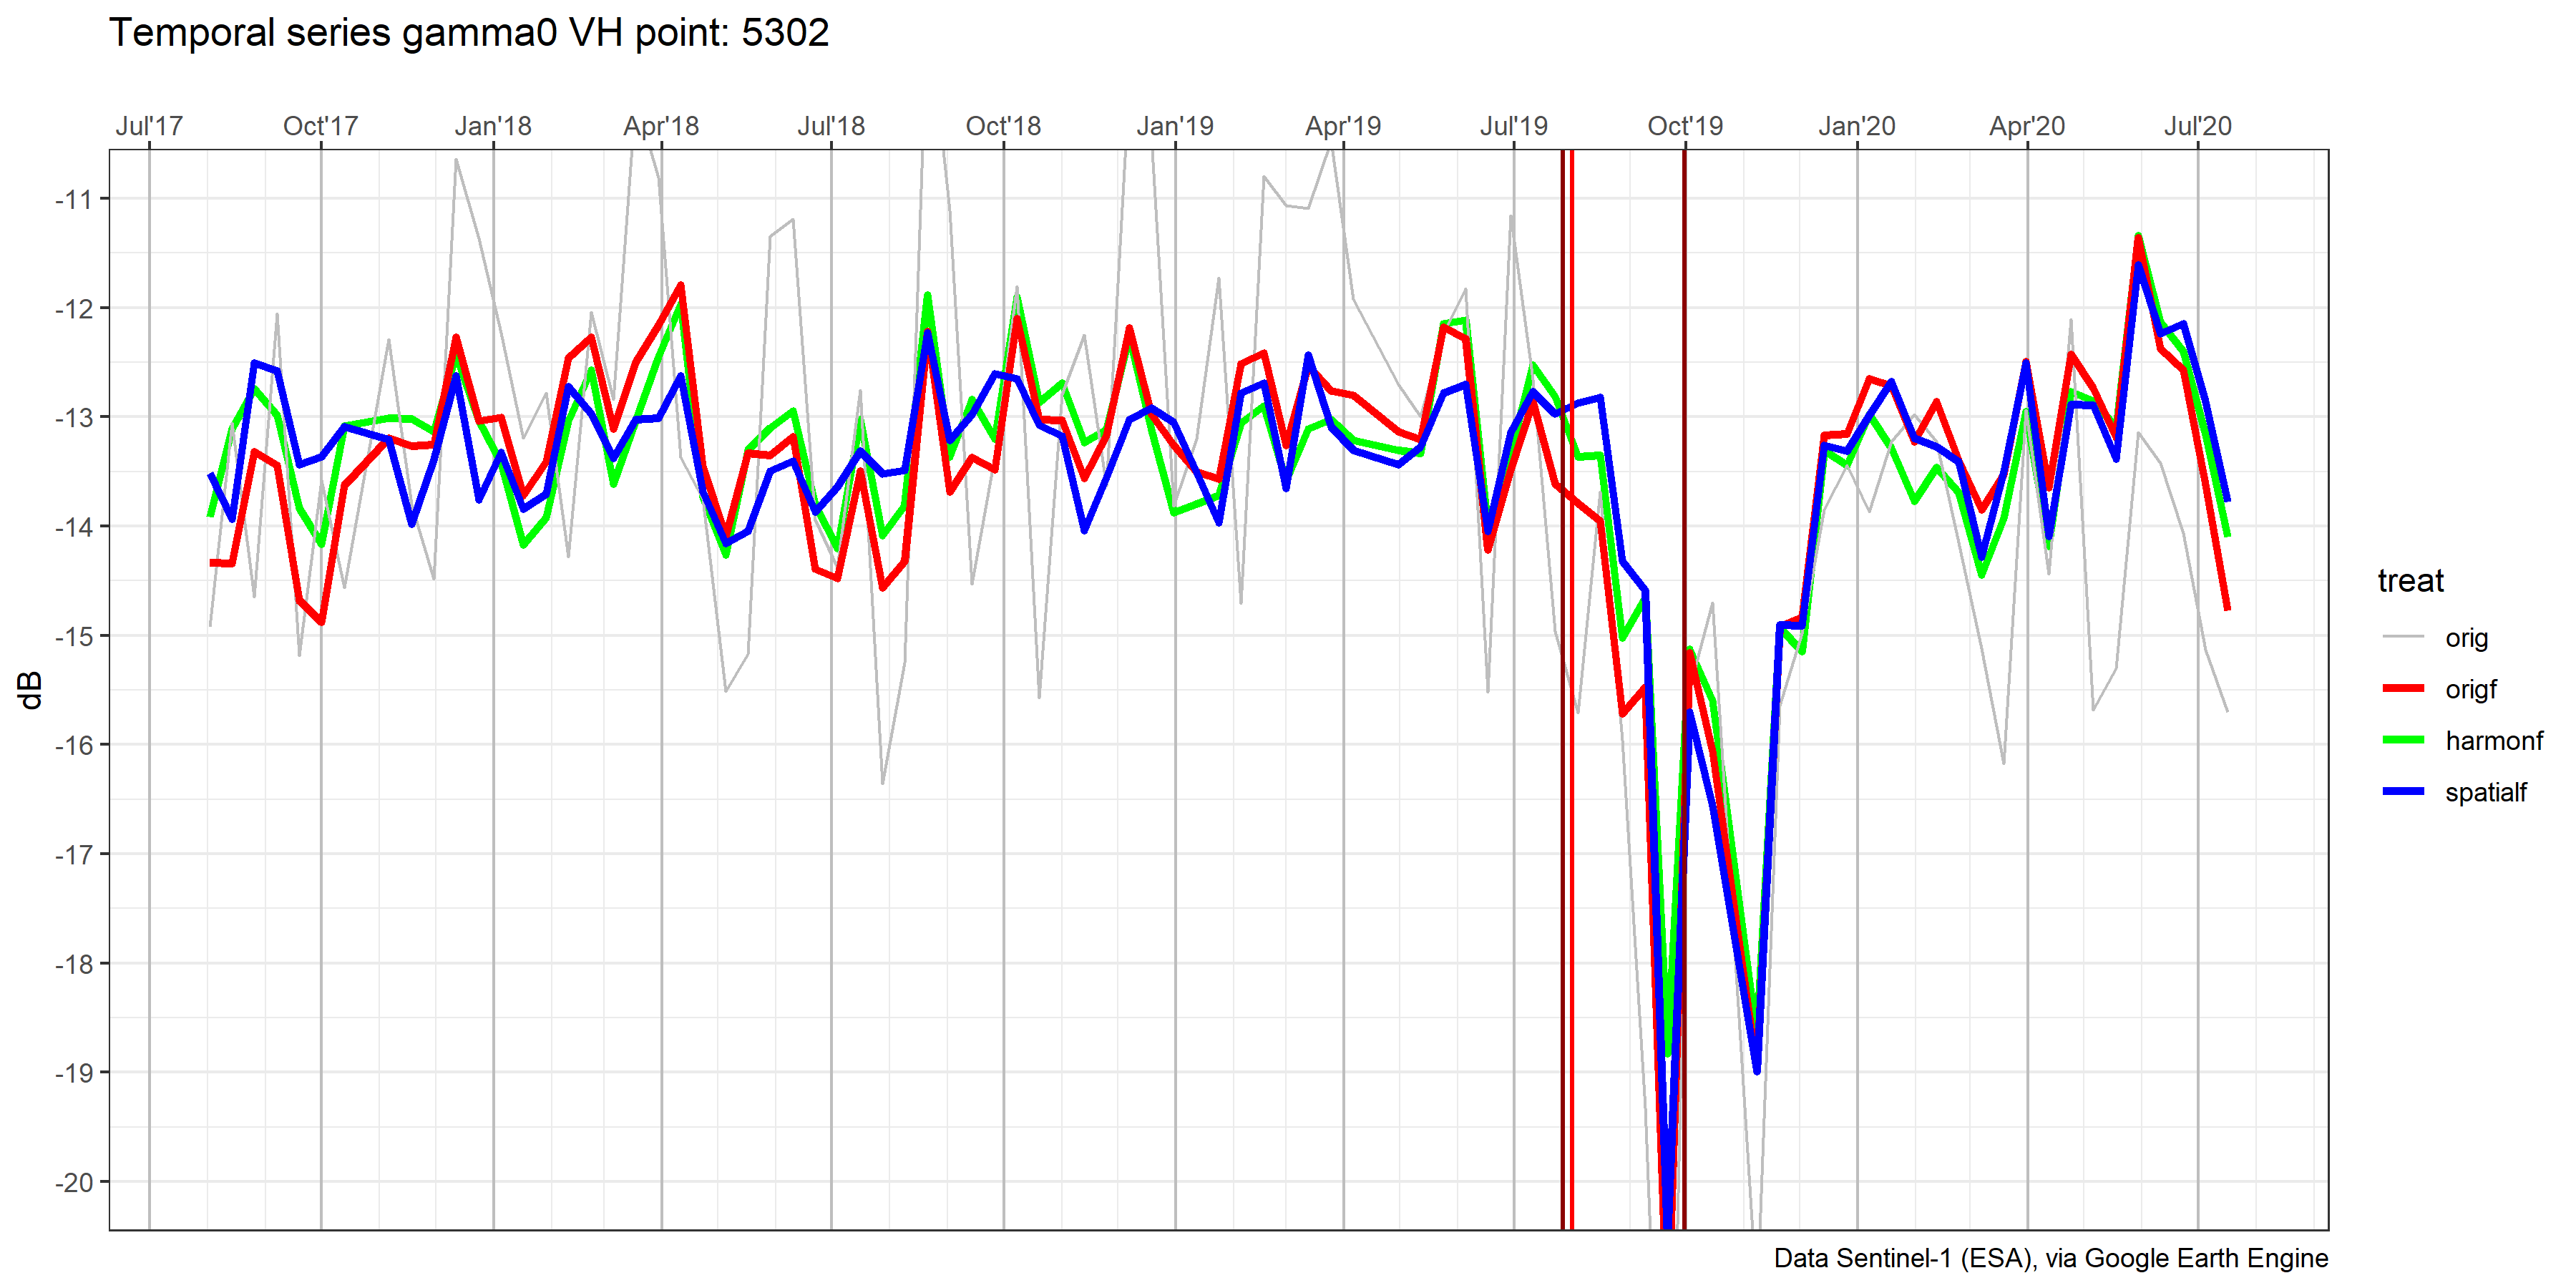 Temporal series gamma0 VH point: 5302
Jul'17 Oct'17 Jan'18 Apr'18 Jul'18 Oct'18 Jan'19 Apr'19 Jul'19 Oct'19 Jan'20 Apr'20 Jul'20
-11
-12
-13
-14
-15
-16
-17
-18
-19
-20
dB
treat
orig
origf
harmonf
spatialf
Data Sentinel-1 (ESA), via Google Earth Engine